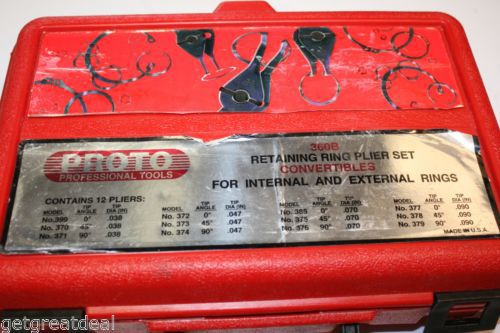 PROTO
PROFESSIONAL TOOLS
360B
RETAINING RING PLIER SET
CONVERTIBLES
FOR INTERNAL AND EXTERNAL RINGS
CONTAINS 12 PLIERS:
MODEL TIP ANGLE TIP DIA (IN)
No.399 0° .038
No. 370 45° .038
No. 371 90° .038
MODEL TIP ANGLE TIP DIA (IN)
No. 372 0° .047
No. 373 45° .047
No. 374 90° .047
MODEL TIP ANGLE TIP DIA (IN)
No. 385 0° .070
No. 375 45° .070
No. 376 90° .070
MODEL TIP ANGLE TIP DIA (IN)
No. 377 0° .090
No. 378 45° .090
No. 379 90° .090
MADE IN U.S.A.
getgreatdeal